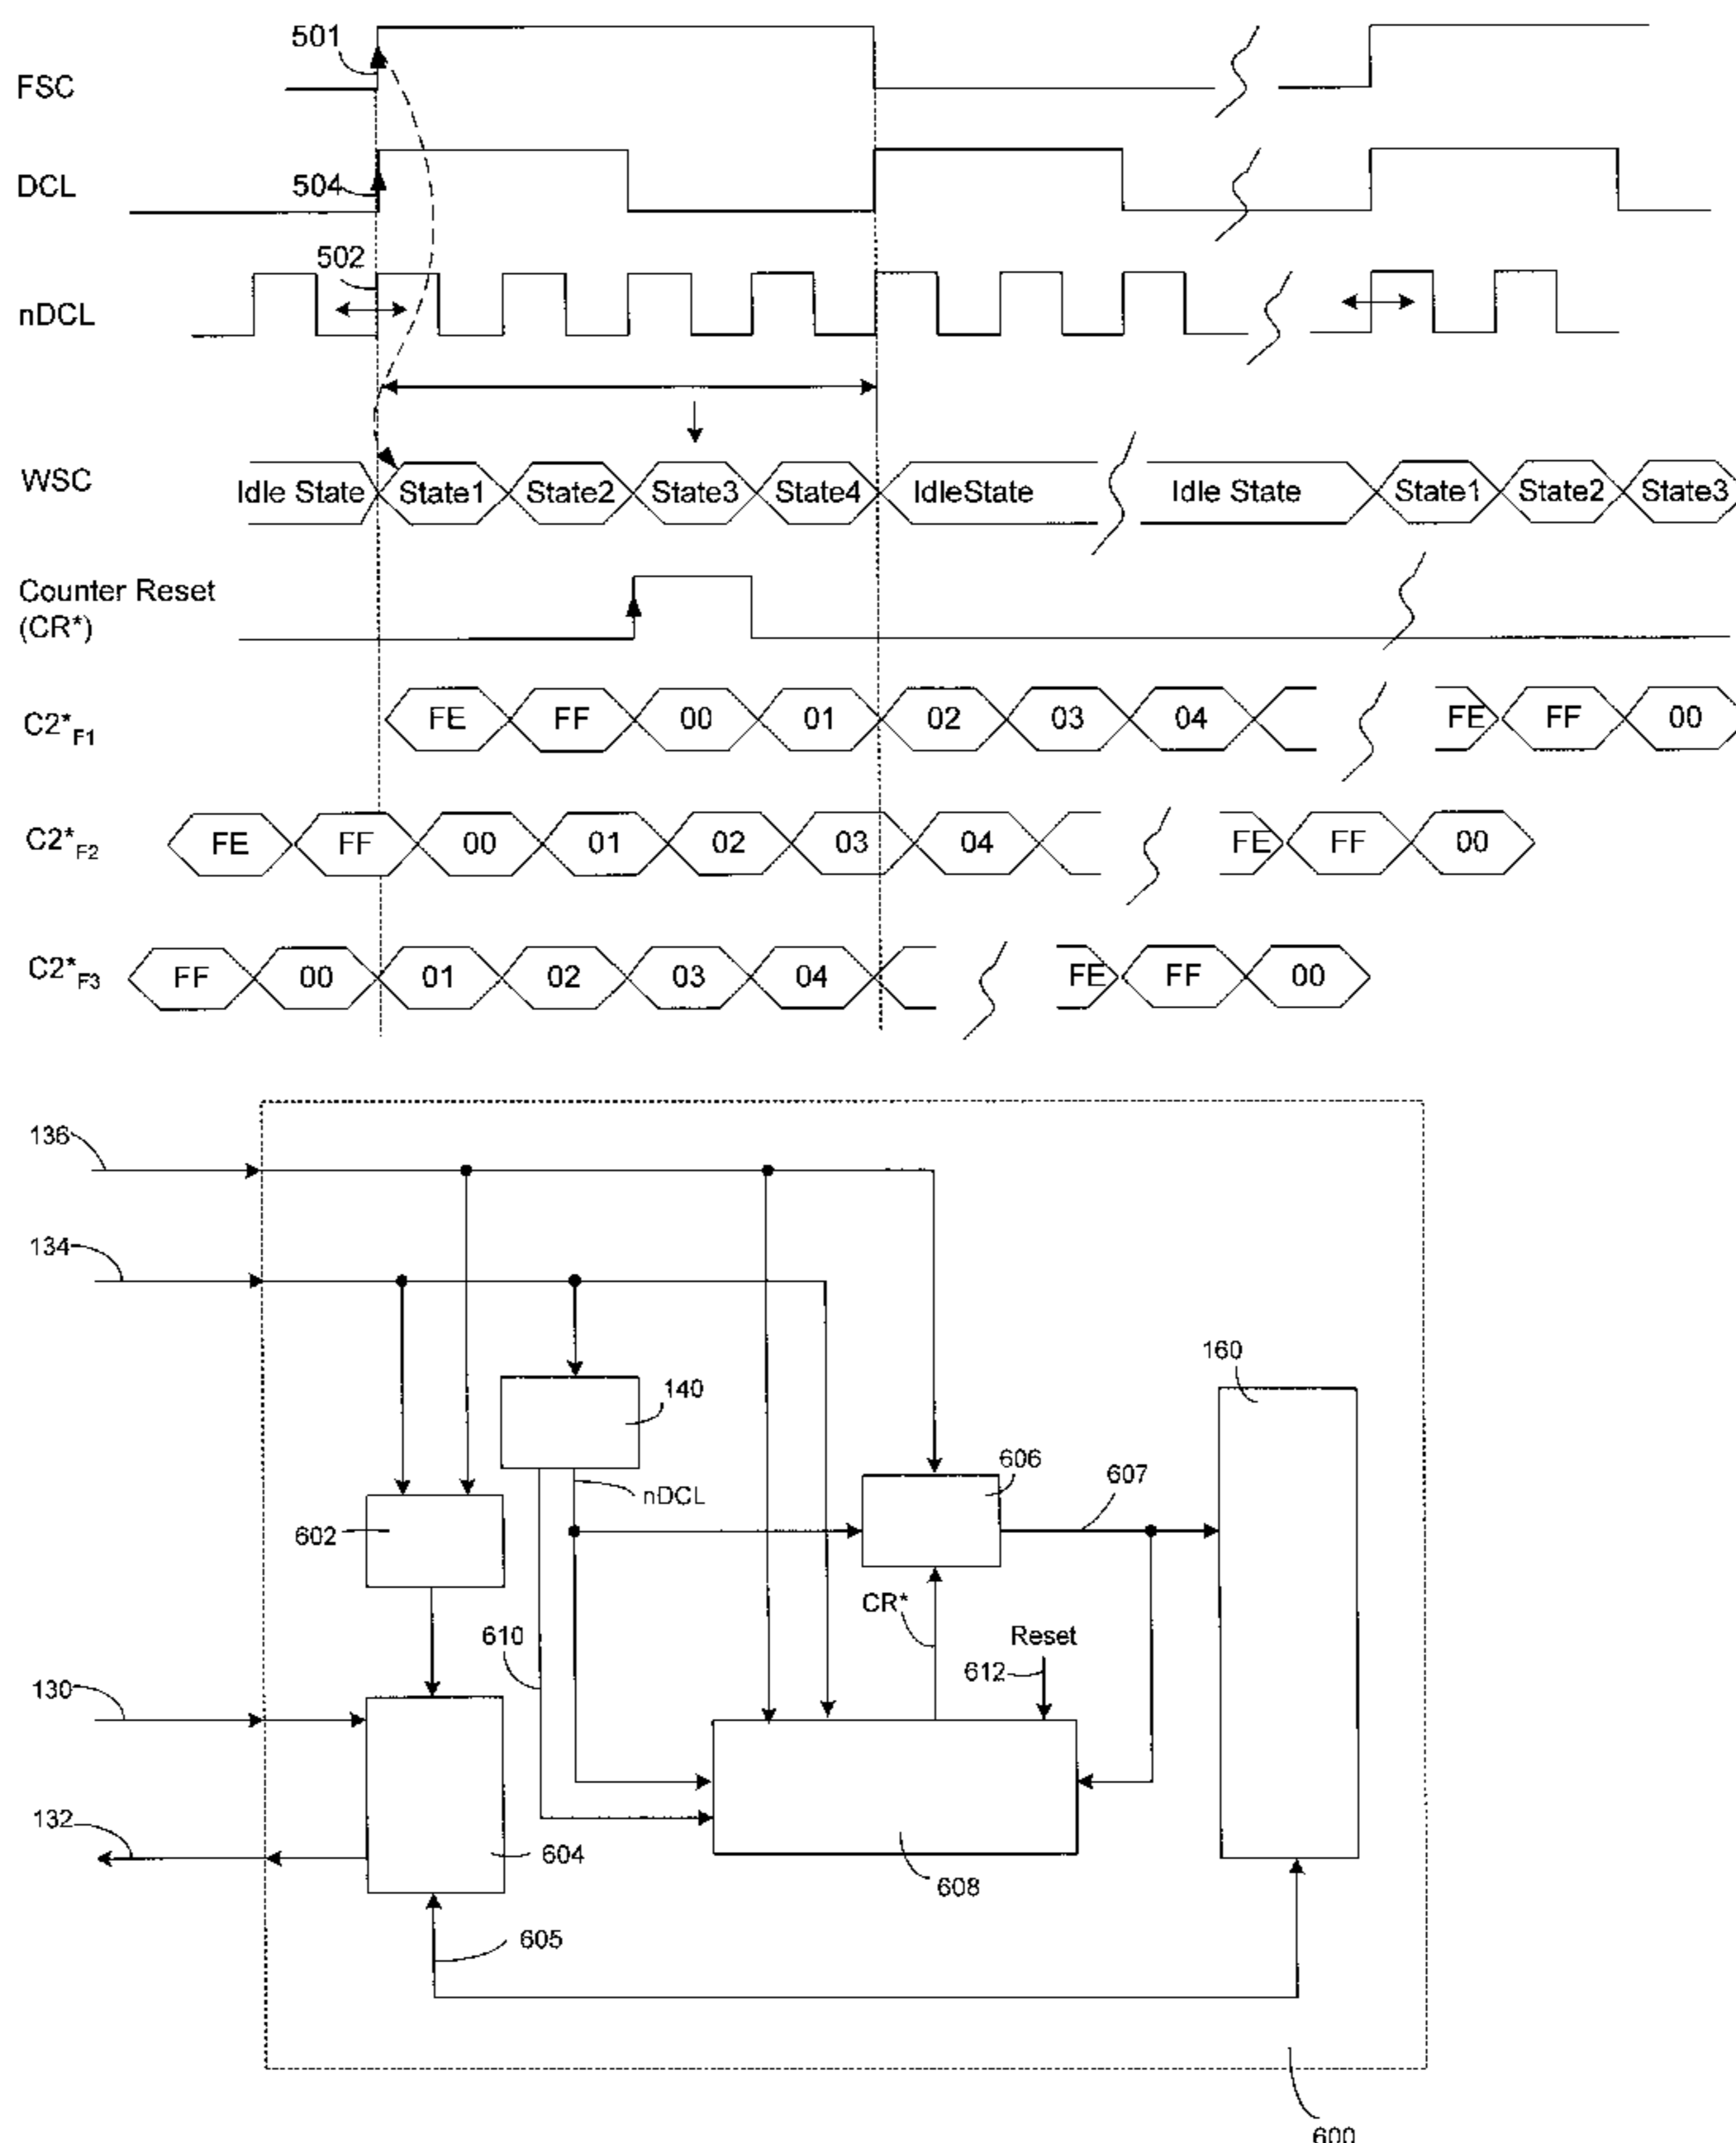 501
FSC
504
DCL
502
nDCL
WSC Idle State State1 State2 State3 State4 IdleState Idle State State1 State2 State3
Counter Reset
(CR*)
C2*F1 FE FF 00 01 02 03 04 FE FF 00
C2*F2 FE FF 00 01 02 03 04 FE FF 00
C2*F3 FF 00 01 02 03 04 FE FF 00
136
134
160
140
606
607
nDCL
602
CR*
610
Reset
612
130
132
604
608
605
600